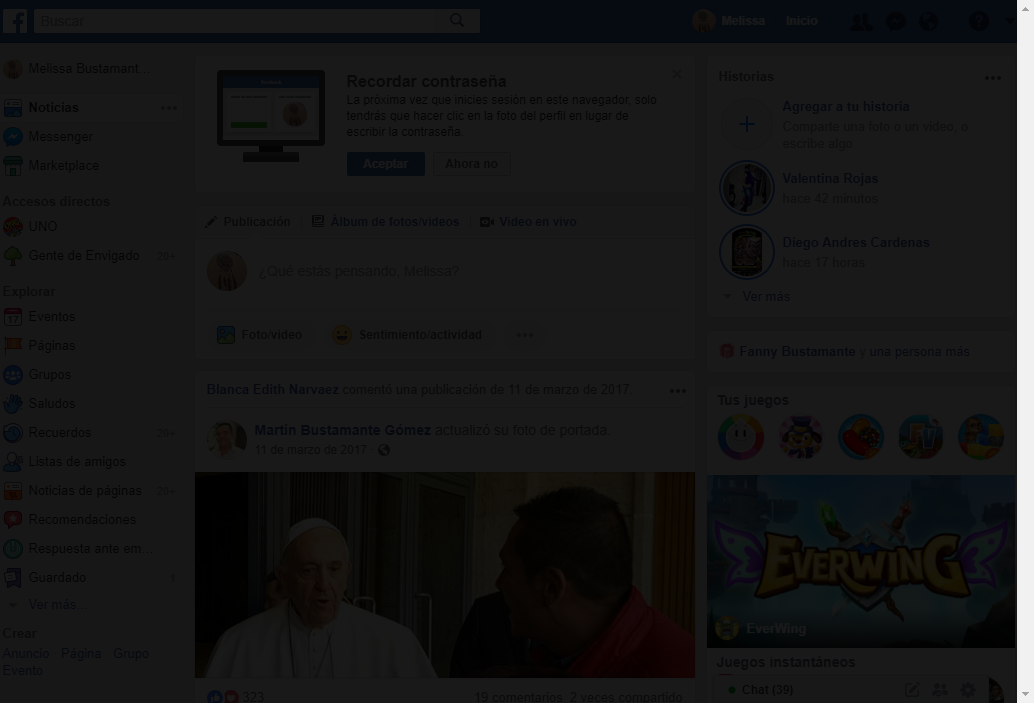 Buscar
Melissa
Inicio
Melissa Bustamant...
Noticias
Messenger
Marketplace
Accesos directos
UNO
Gente de Envigado 20+
Explorar
Eventos
Páginas
Grupos
Saludos
Recuerdos 20+
Listas de amigos
Noticias de páginas 20+
Recomendaciones
Respuesta ante em...
Guardado 1
Ver más...
Crear
Anuncio Página Grupo
Evento
Recordar contraseña
La próxima vez que inicies sesión en este navegador, solo
tendrás que hacer clic en la foto del perfil en lugar de
escribir la contraseña.
Aceptar Ahora no
Publicación Álbum de fotos/videos Video en vivo
¿Qué estás pensando, Melissa?
Foto/video Sentimiento/actividad
Blanca Edith Narvaez comentó una publicación de 11 de marzo de 2017.
Martín Bustamante Gómez actualizó su foto de portada.
11 de marzo de 2017
323
19 comentarios 2 veces compartido
Historias
Agregar a tu historia
Comparte una foto o un video, o
escribe algo
Valentina Rojas
hace 42 minutos
Diego Andres Cardenas
hace 17 horas
Ver más
Fanny Bustamante y una persona más
Tus juegos
17
EVERWING
EverWing
Juegos instantáneos
Chat (39)